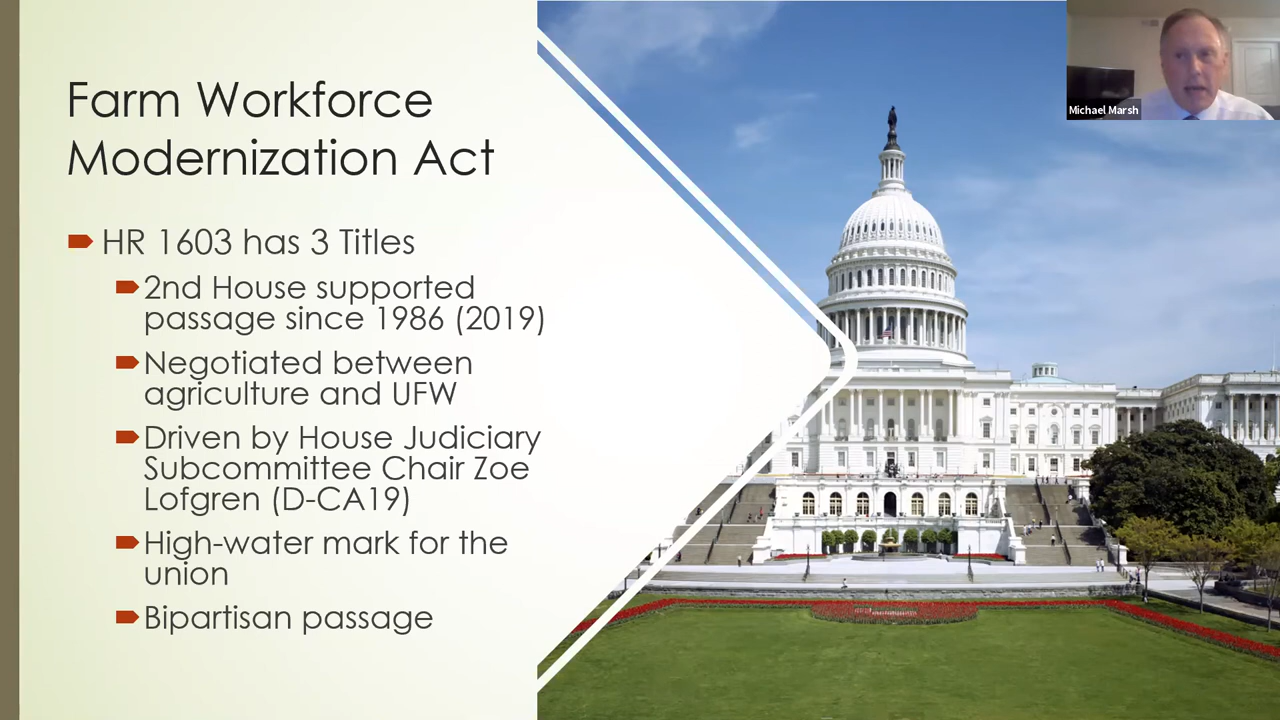 Farm Workforce
Modernization Act
HR 1603 has 3 Titles
2nd House supported
passage since 1986 (2019)
Negotiated between
agriculture and UFW
Driven by House Judiciary
Subcommittee Chair Zoe
Lofgren (D-CA19)
High-water mark for the
union
Bipartisan passage
Michael Marsh